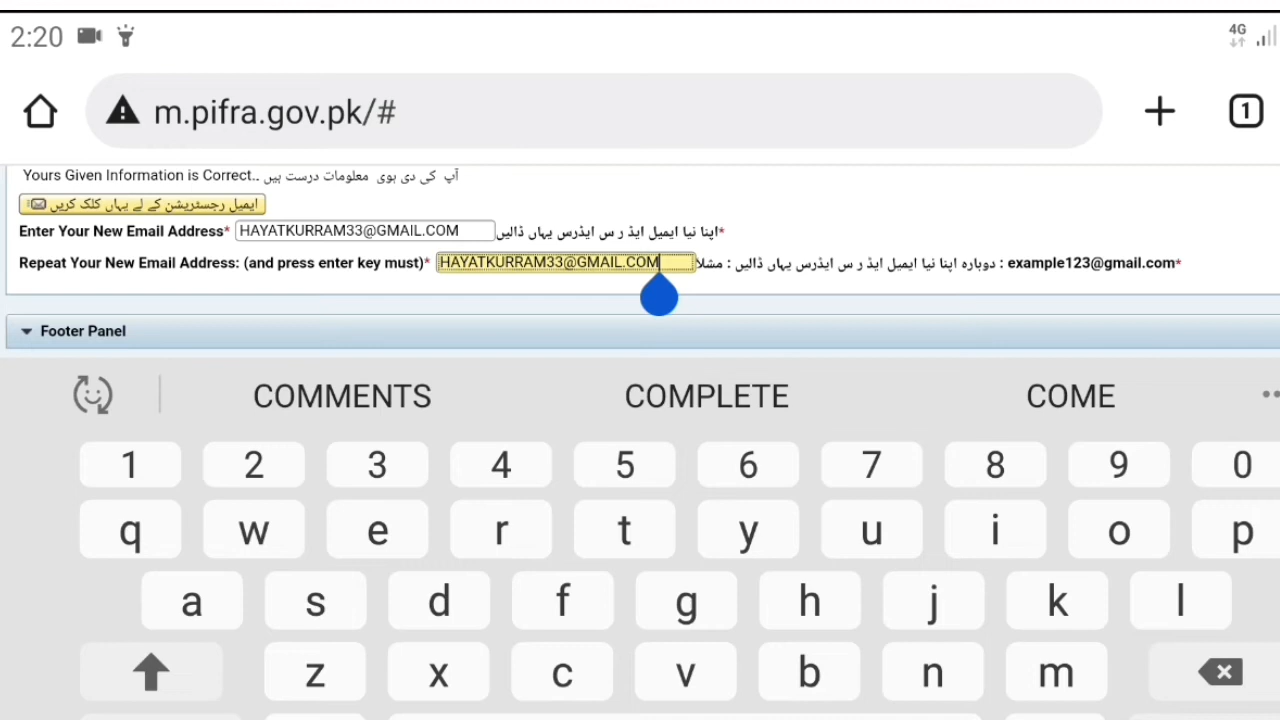 2:20
4G
m.pifra.gov.pk/#
1
Yours Given Information is Correct.. آپ کی دی ہوی معلومات درست ہیں
ایمیل رجسٹریشن کے لے یہاں کلک کریں
Enter Your New Email Address* HAYATKURRAM33@GMAIL.COM اپنا نیا ایمیل ایڈ ر س ایڈرس یہاں ڈالیں*
Repeat Your New Email Address: (and press enter key must)* HAYATKURRAM33@GMAIL.COM دوبارہ اپنا نیا ایمیل ایڈ ر س ایڈرس یہاں ڈالیں : مشلا : example123@gmail.com*
Footer Panel
COMMENTS COMPLETE COME
1 2 3 4 5 6 7 8 9 0
q w e r t y u i o p
a s d f g h j k l
z x c v b n m